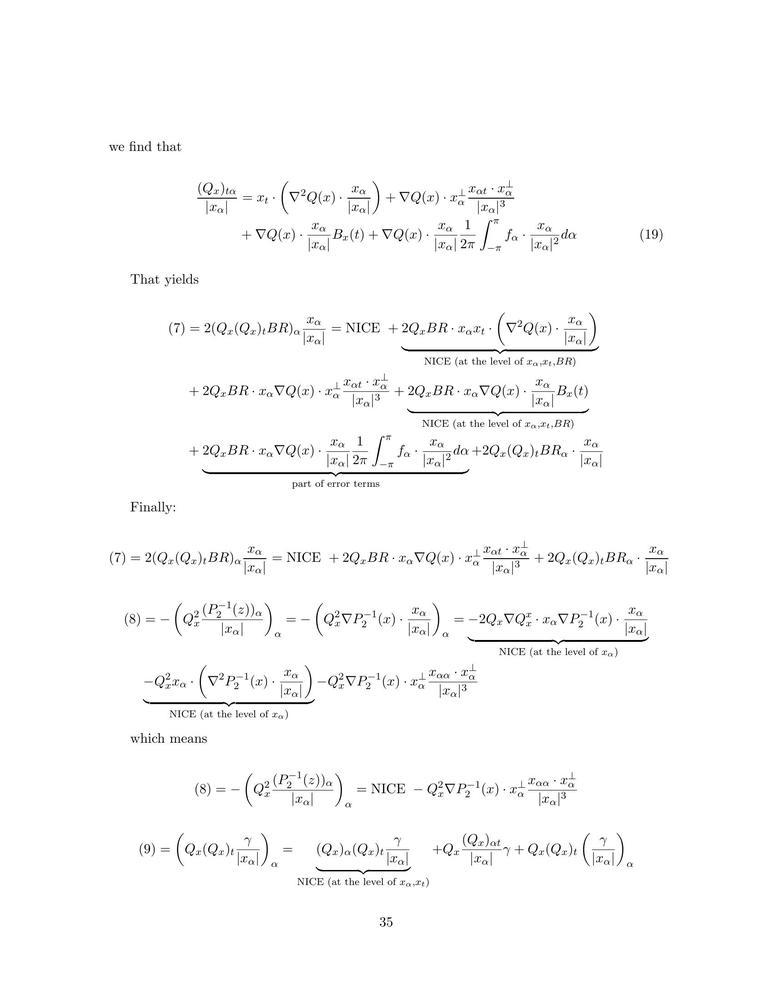 we find that
\frac{(Q_x)_{t\alpha}}{|x_\alpha|} = x_t \cdot \left( \nabla^2 Q(x) \cdot \frac{x_\alpha}{|x_\alpha|} \right) + \nabla Q(x) \cdot x_\alpha^\perp \frac{x_{\alpha t} \cdot x_\alpha^\perp}{|x_\alpha|^3}
+ \nabla Q(x) \cdot \frac{x_\alpha}{|x_\alpha|} B_x(t) + \nabla Q(x) \cdot \frac{x_\alpha}{|x_\alpha|} \frac{1}{2\pi} \int_{-\pi}^{\pi} f_\alpha \cdot \frac{x_\alpha}{|x_\alpha|^2} d\alpha (19)
That yields
(7) = 2(Q_x(Q_x)_t BR)_\alpha \frac{x_\alpha}{|x_\alpha|} = \text{NICE } + \underbrace{2Q_x BR \cdot x_\alpha x_t \cdot \left( \nabla^2 Q(x) \cdot \frac{x_\alpha}{|x_\alpha|} \right)}_{\text{NICE (at the level of } x_\alpha, x_t, BR)}
+ 2Q_x BR \cdot x_\alpha \nabla Q(x) \cdot x_\alpha^\perp \frac{x_{\alpha t} \cdot x_\alpha^\perp}{|x_\alpha|^3} + \underbrace{2Q_x BR \cdot x_\alpha \nabla Q(x) \cdot \frac{x_\alpha}{|x_\alpha|} B_x(t)}_{\text{NICE (at the level of } x_\alpha, x_t, BR)}
+ \underbrace{2Q_x BR \cdot x_\alpha \nabla Q(x) \cdot \frac{x_\alpha}{|x_\alpha|} \frac{1}{2\pi} \int_{-\pi}^{\pi} f_\alpha \cdot \frac{x_\alpha}{|x_\alpha|^2} d\alpha}_{\text{part of error terms}} + 2Q_x(Q_x)_t BR_\alpha \cdot \frac{x_\alpha}{|x_\alpha|}
Finally:
(7) = 2(Q_x(Q_x)_t BR)_\alpha \frac{x_\alpha}{|x_\alpha|} = \text{NICE } + 2Q_x BR \cdot x_\alpha \nabla Q(x) \cdot x_\alpha^\perp \frac{x_{\alpha t} \cdot x_\alpha^\perp}{|x_\alpha|^3} + 2Q_x(Q_x)_t BR_\alpha \cdot \frac{x_\alpha}{|x_\alpha|}
(8) = - \left( Q_x^2 \frac{(P_2^{-1}(z))_\alpha}{|x_\alpha|} \right)_\alpha = - \left( Q_x^2 \nabla P_2^{-1}(x) \cdot \frac{x_\alpha}{|x_\alpha|} \right)_\alpha = \underbrace{-2Q_x \nabla Q_x^x \cdot x_\alpha \nabla P_2^{-1}(x) \cdot \frac{x_\alpha}{|x_\alpha|}}_{\text{NICE (at the level of } x_\alpha)}
\underbrace{-Q_x^2 x_\alpha \cdot \left( \nabla^2 P_2^{-1}(x) \cdot \frac{x_\alpha}{|x_\alpha|} \right)}_{\text{NICE (at the level of } x_\alpha)} - Q_x^2 \nabla P_2^{-1}(x) \cdot x_\alpha^\perp \frac{x_{\alpha\alpha} \cdot x_\alpha^\perp}{|x_\alpha|^3}
which means
(8) = - \left( Q_x^2 \frac{(P_2^{-1}(z))_\alpha}{|x_\alpha|} \right)_\alpha = \text{NICE } - Q_x^2 \nabla P_2^{-1}(x) \cdot x_\alpha^\perp \frac{x_{\alpha\alpha} \cdot x_\alpha^\perp}{|x_\alpha|^3}
(9) = \left( Q_x(Q_x)_t \frac{\gamma}{|x_\alpha|} \right)_\alpha = \underbrace{(Q_x)_\alpha (Q_x)_t \frac{\gamma}{|x_\alpha|}}_{\text{NICE (at the level of } x_\alpha, x_t)} + Q_x \frac{(Q_x)_{\alpha t}}{|x_\alpha|} \gamma + Q_x(Q_x)_t \left( \frac{\gamma}{|x_\alpha|} \right)_\alpha
35